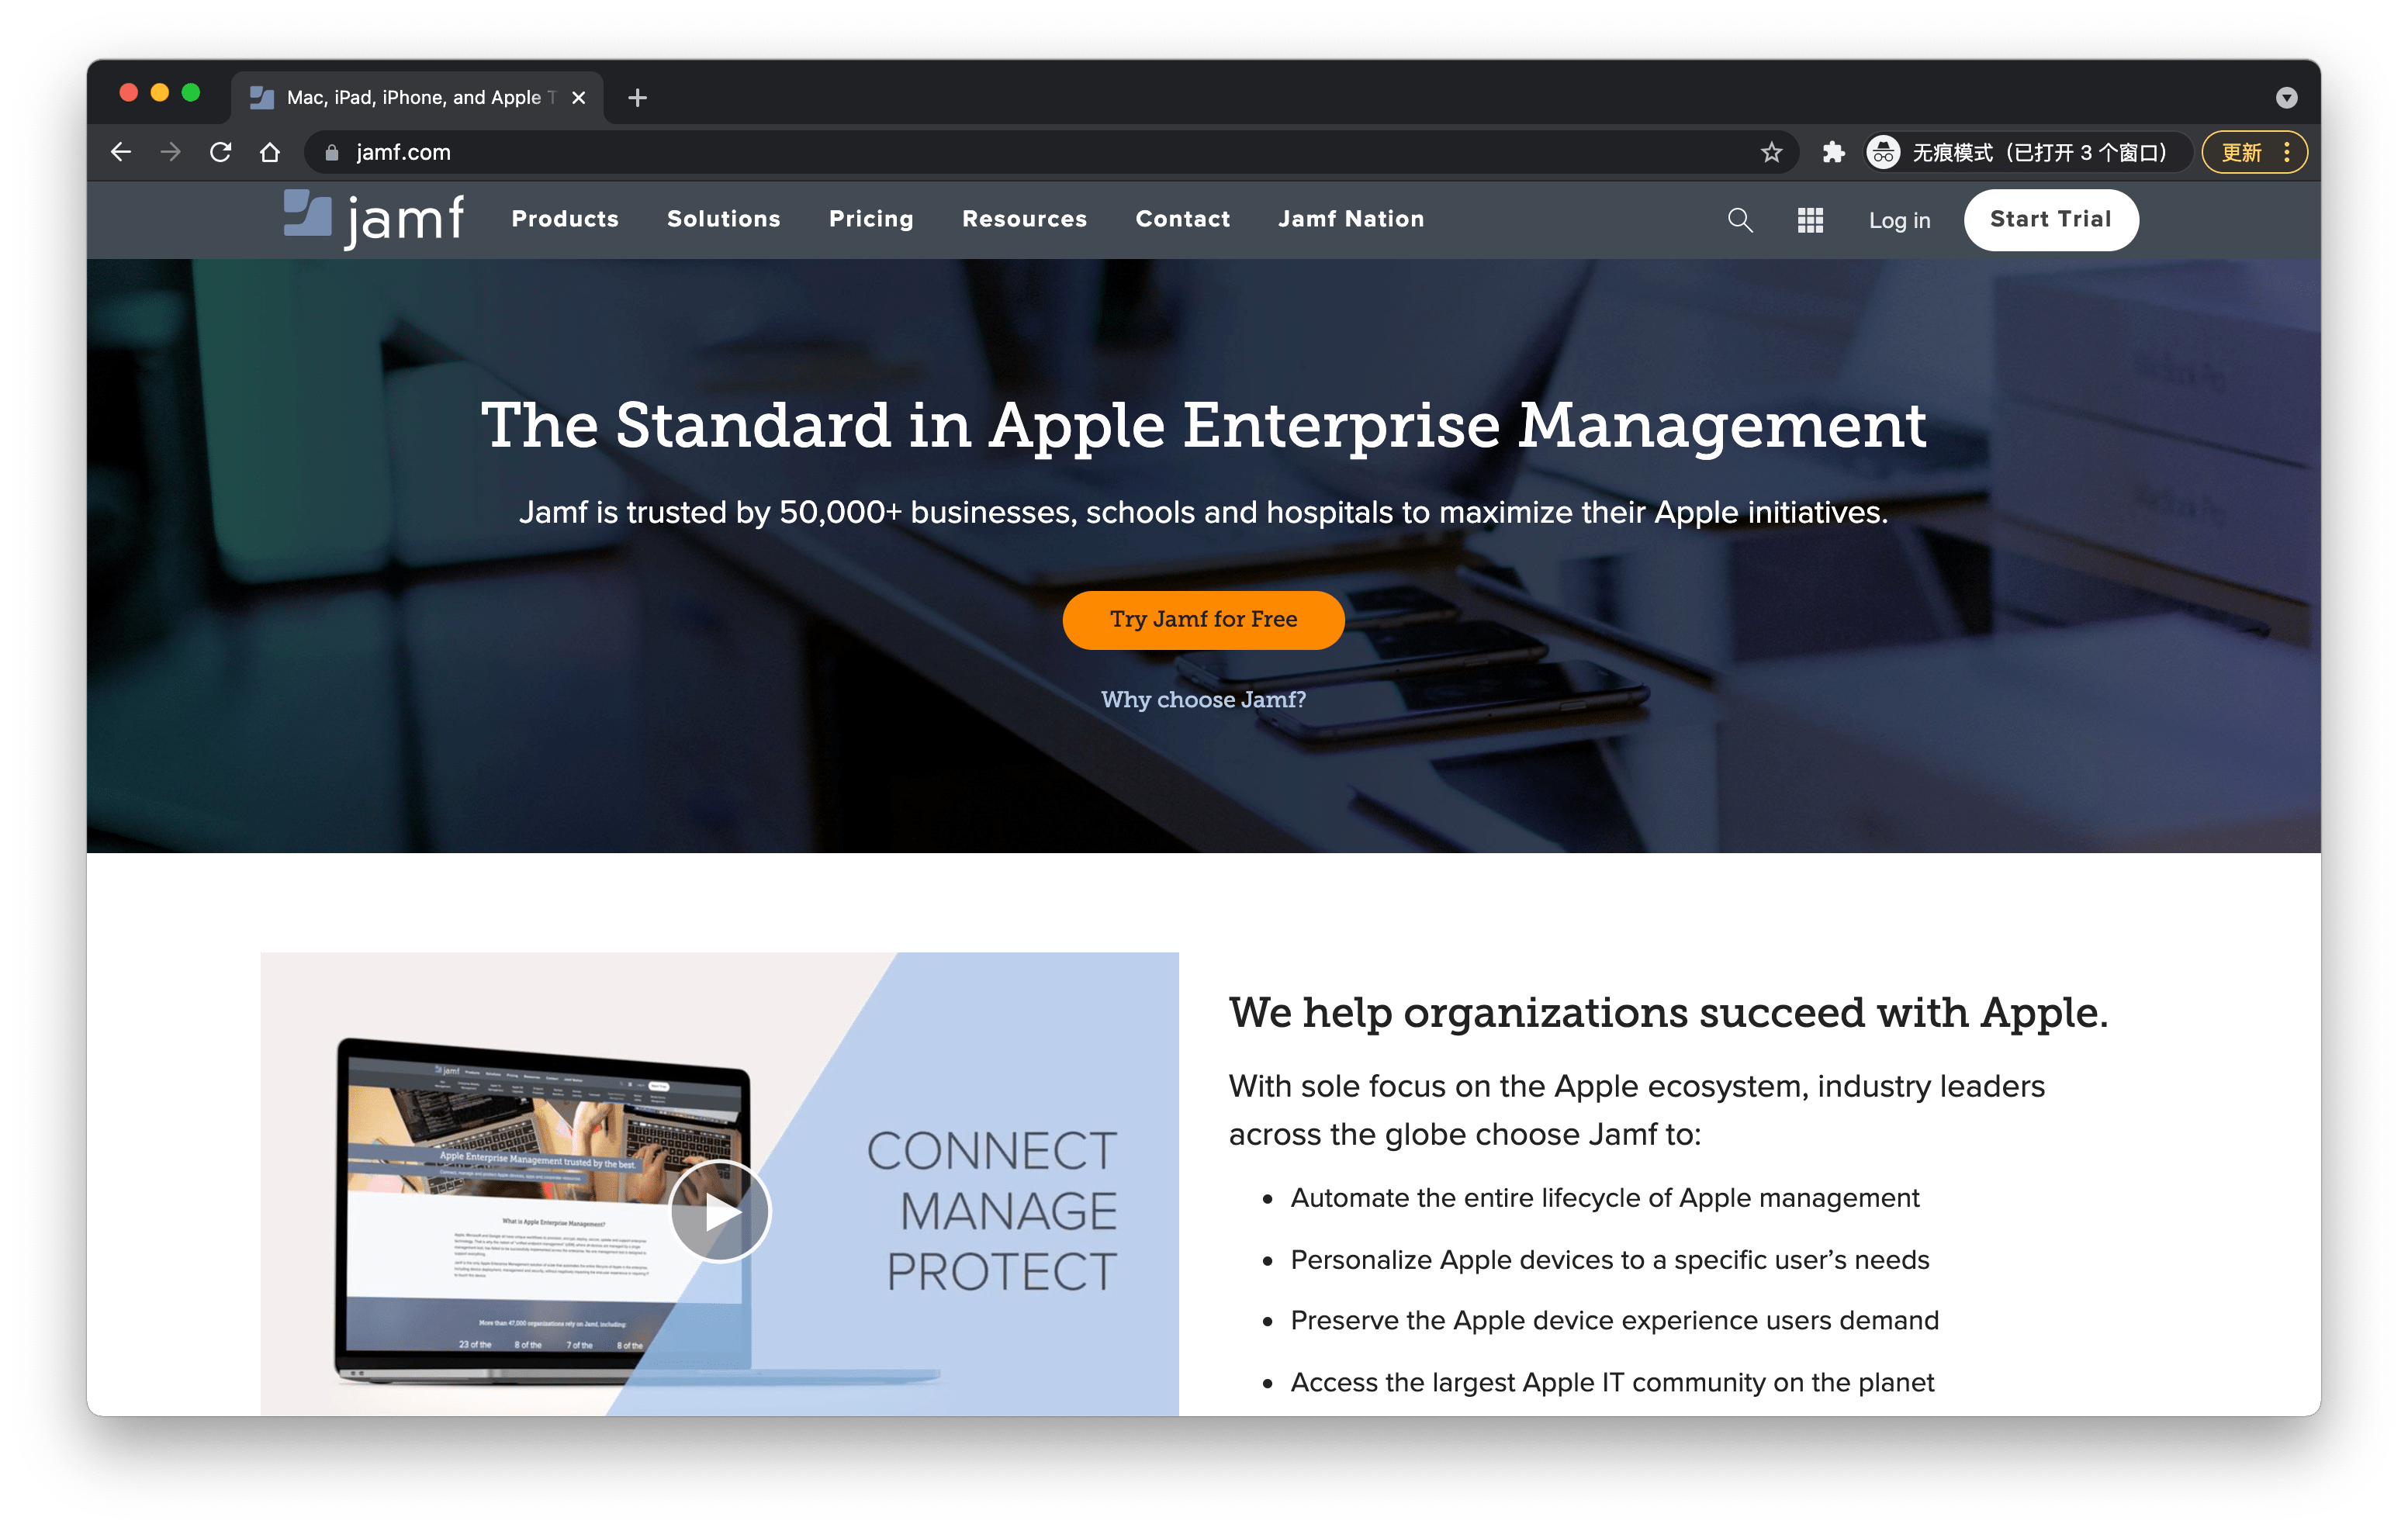 Mac, iPad, iPhone, and Apple T
jamf.com
无痕模式（已打开 3 个窗口）
更新
jamf
Products
Solutions
Pricing
Resources
Contact
Jamf Nation
Log in
Start Trial
The Standard in Apple Enterprise Management
Jamf is trusted by 50,000+ businesses, schools and hospitals to maximize their Apple initiatives.
Try Jamf for Free
Why choose Jamf?
jamf
Apple Enterprise Management trusted by the best.
What is Apple Enterprise Management?
More than 47,000 organizations rely on Jamf, including:
23 of the
8 of the
7 of the
8 of the
CONNECT
MANAGE
PROTECT
We help organizations succeed with Apple.
With sole focus on the Apple ecosystem, industry leaders
across the globe choose Jamf to:
• Automate the entire lifecycle of Apple management
• Personalize Apple devices to a specific user’s needs
• Preserve the Apple device experience users demand
• Access the largest Apple IT community on the planet